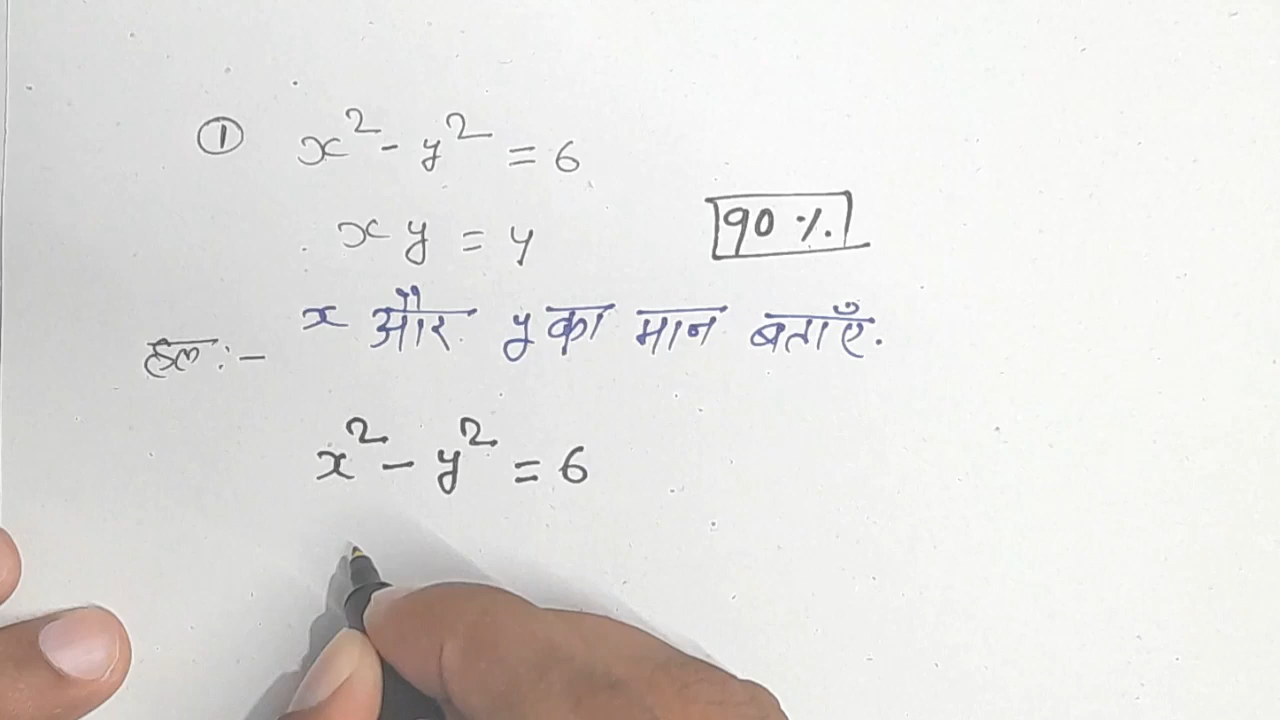 ① x² - y² = 6
xy = 4
90 %.
x और y का मान बताएँ.
हल :-
x² - y² = 6